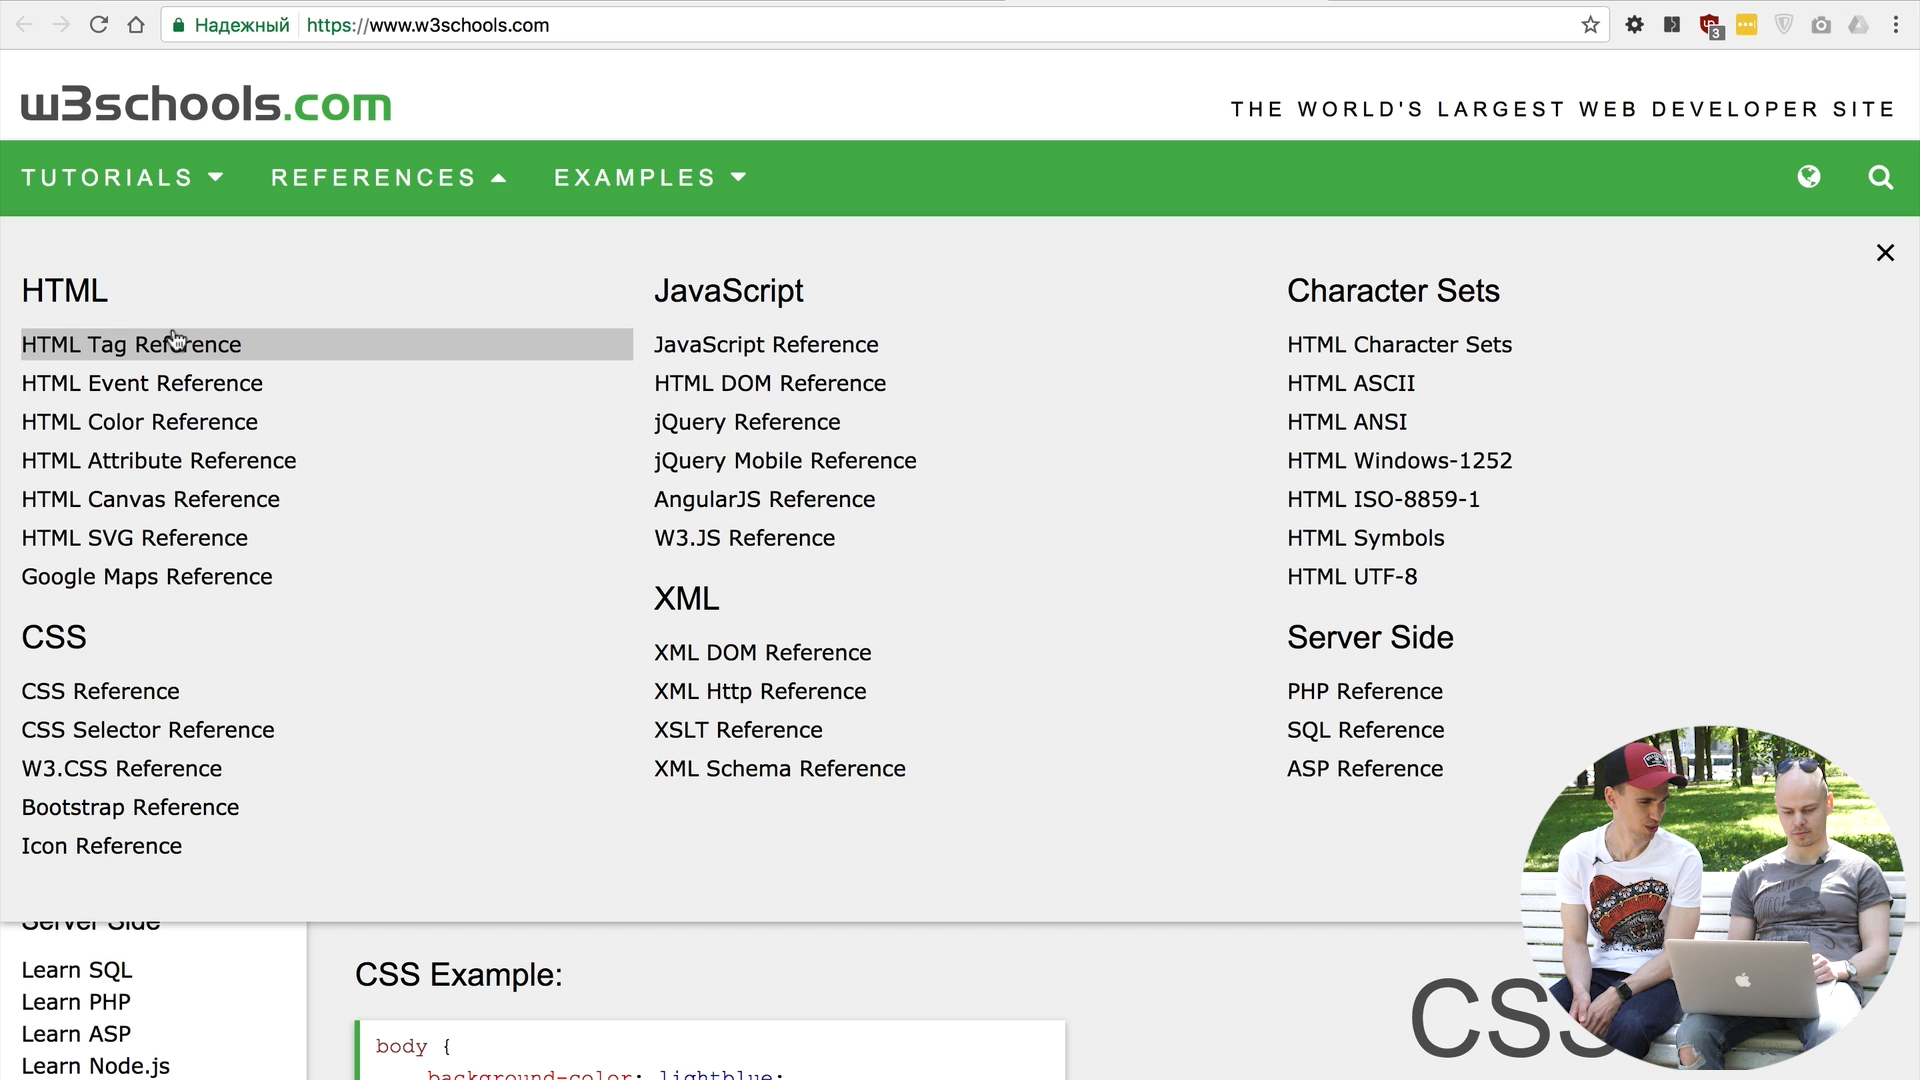 Надежный https://www.w3schools.com
3
w3schools.com
THE WORLD'S LARGEST WEB DEVELOPER SITE
TUTORIALS REFERENCES EXAMPLES
HTML
HTML Tag Reference
HTML Event Reference
HTML Color Reference
HTML Attribute Reference
HTML Canvas Reference
HTML SVG Reference
Google Maps Reference
CSS
CSS Reference
CSS Selector Reference
W3.CSS Reference
Bootstrap Reference
Icon Reference
JavaScript
JavaScript Reference
HTML DOM Reference
jQuery Reference
jQuery Mobile Reference
AngularJS Reference
W3.JS Reference
XML
XML DOM Reference
XML Http Reference
XSLT Reference
XML Schema Reference
Character Sets
HTML Character Sets
HTML ASCII
HTML ANSI
HTML Windows-1252
HTML ISO-8859-1
HTML Symbols
HTML UTF-8
Server Side
PHP Reference
SQL Reference
ASP Reference
Server Side
Learn SQL
Learn PHP
Learn ASP
Learn Node.js
CSS Example:
body {
background-color: lightblue;
CSS